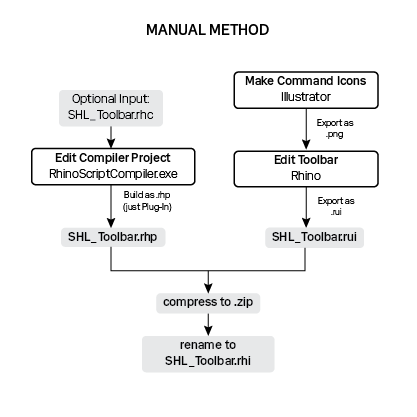 MANUAL METHOD
Optional Input:
SHL_Toolbar.rhc
Edit Compiler Project
RhinoScriptCompiler.exe
Build as .rhp
(just Plug-In)
SHL_Toolbar.rhp
Make Command Icons
Illustrator
Export as
.png
Edit Toolbar
Rhino
Export as
.rui
SHL_Toolbar.rui
compress to .zip
rename to
SHL_Toolbar.rhi